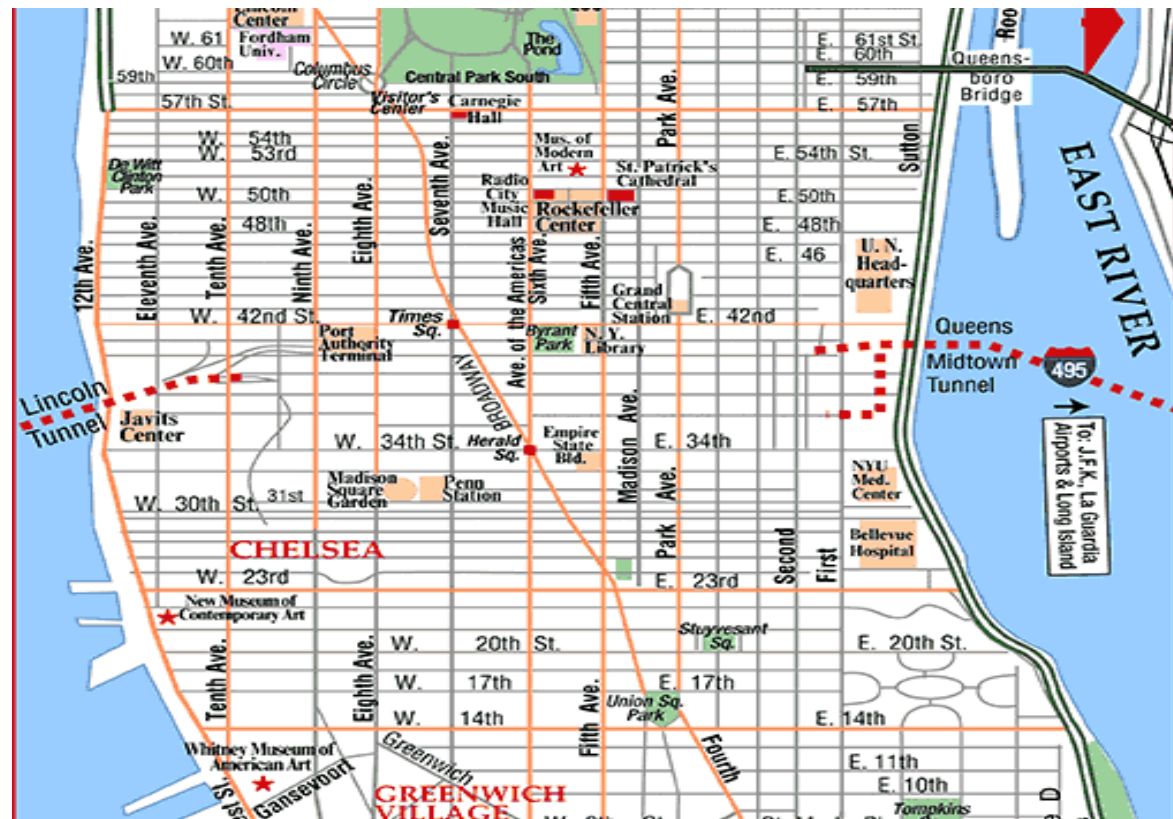 Lincoln
Center
Fordham
Univ.
W. 61
W. 60th
59th
57th St.
Columbus
Circle
Visitor's
Center
The
Pond
Central Park South
Carnegie
Hall
Park Ave.
E. 61st St.
E. 60th
E. 59th
E. 57th
Queens-
boro
Bridge
Roo
W. 54th
W. 53rd
De Witt
Clinton
Park
W. 50th
48th
Seventh Ave.
Eighth Ave.
Mus. of
Modern
Art
St. Patrick's
Cathedral
Radio
City
Music
Hall
Rockefeller
Center
E. 54th St.
E. 50th
E. 48th
E. 46
Sutton
EAST RIVER
12th Ave.
Eleventh Ave.
Tenth Ave.
Ninth Ave.
Ave. of the Americas
Sixth Ave.
Fifth Ave.
Grand
Central
Station
U. N.
Head-
quarters
W. 42nd St.
Times
Sq.
E. 42nd
Port
Authority
Terminal
Byrant
Park
N. Y.
Library
Queens
Midtown
Tunnel
495
BROADWAY
Lincoln
Tunnel
Javits
Center
W. 34th St.
Herald
Sq.
Empire
State
Bld.
Madison Ave.
E. 34th
To: J.F.K., La Guardia
Airports & Long Island
Madison
Square
Garden
Penn
Station
NYU
Med.
Center
W. 30th St.
31st
Park Ave.
Second
First
Bellevue
Hospital
CHELSEA
W. 23rd
E. 23rd
New Museum of
Contemporary Art
Stuyvesant
Sq.
W. 20th St.
E. 20th St.
Tenth Ave.
Eighth Ave.
Fifth Ave.
W. 17th
E. 17th
Union Sq.
Park
W. 14th
E. 14th
Fourth
Whitney Museum of
American Art
Greenwich
Gansevoort
E. 11th
E. 10th
GREENWICH
VILLAGE
Tompkins
D